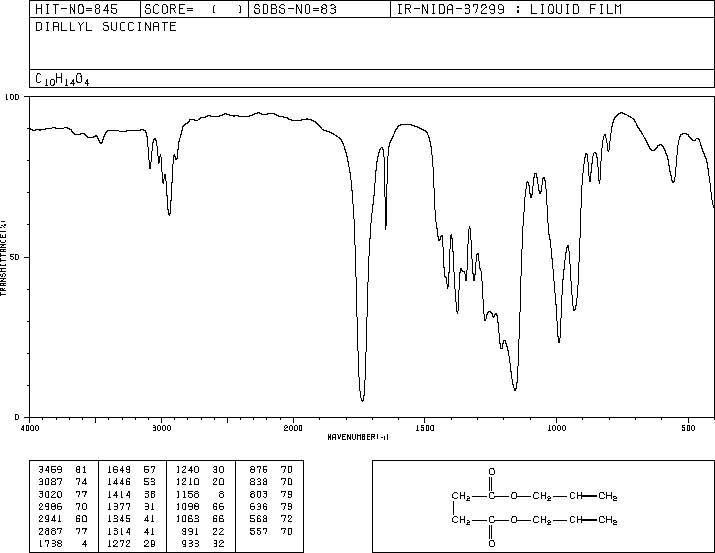 HIT-NO=845 SCORE= ( ) SDBS-NO=83 IR-NIDA-37299 : LIQUID FILM
DIALLYL SUCCINATE
C10H14O4
100
50
0
TRANSMITTANCE(%)
4000 3000 2000 1500 1000 500
WAVENUMBER(-1)
3469 81 1649 57 1240 30 876 70
3087 74 1446 53 1210 20 838 70
3020 77 1414 38 1158 8 803 79
2986 70 1377 31 1098 66 636 79
2941 60 1345 41 1063 66 568 72
2887 77 1314 41 991 22 557 70
1738 4 1272 29 933 32
O
CH2 C O CH2 CH CH2
CH2 C O CH2 CH CH2
O